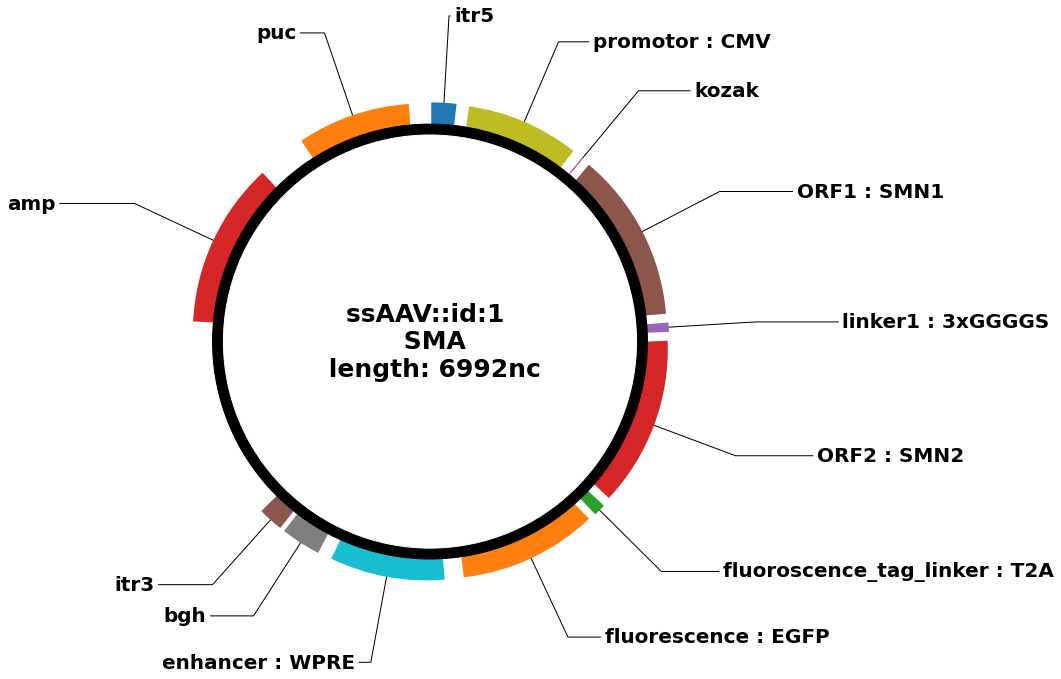 itr5
puc
promotor : CMV
kozak
ORF1 : SMN1
amp
ssAAV::id:1
SMA
length: 6992nc
linker1 : 3xGGGGS
ORF2 : SMN2
fluoroscence_tag_linker : T2A
itr3
bgh
fluorescence : EGFP
enhancer : WPRE